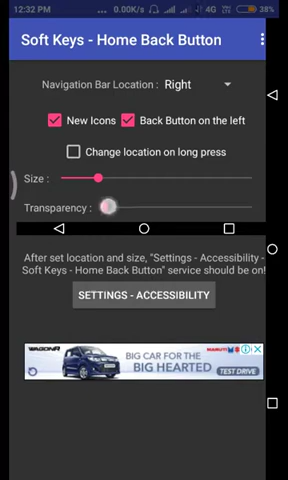 12:32 PM
0.00K/s
4G
38%
Soft Keys - Home Back Button
Navigation Bar Location : Right
New Icons
Back Button on the left
Change location on long press
Size :
Transparency :
After set location and size, "Settings - Accessibility -
Soft Keys - Home Back Button" service should be on!
SETTINGS - ACCESSIBILITY
WAGONR
BIG CAR FOR THE
BIG HEARTED
MARUTI
TEST DRIVE